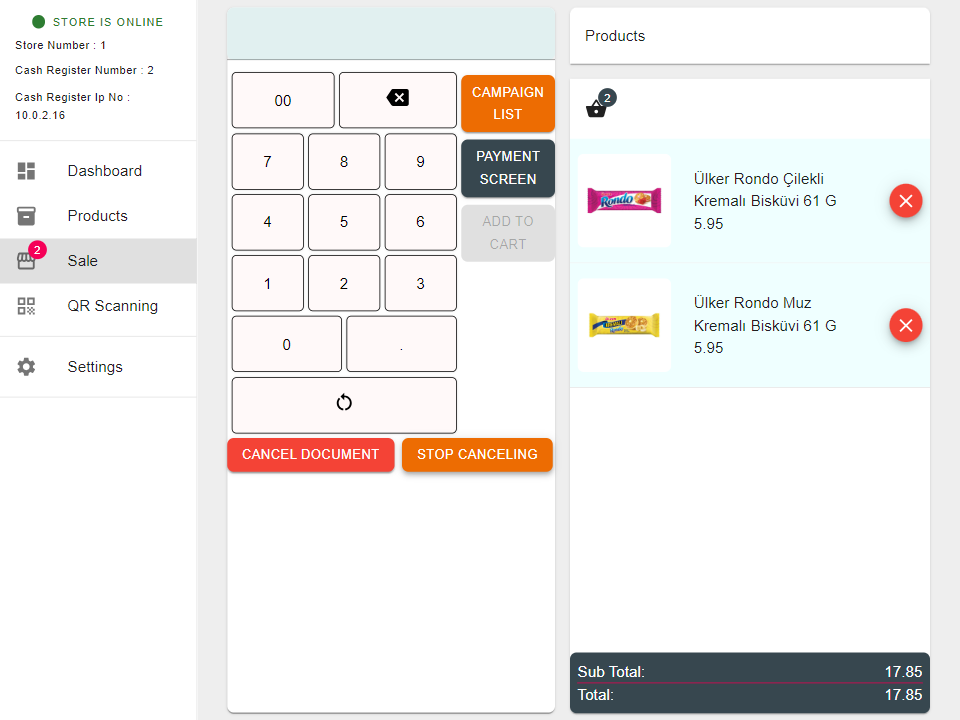 STORE IS ONLINE
Store Number : 1
Cash Register Number : 2
Cash Register Ip No :
10.0.2.16
Dashboard
Products
2
Sale
QR Scanning
Settings
00
7 8 9
4 5 6
1 2 3
0 .
CAMPAIGN
LIST
PAYMENT
SCREEN
ADD TO
CART
CANCEL DOCUMENT
STOP CANCELING
Products
2
Rondo
Ülker Rondo Çilekli
Kremalı Bisküvi 61 G
5.95
Ülker Rondo Muz
Kremalı Bisküvi 61 G
5.95
Sub Total: 17.85
Total: 17.85